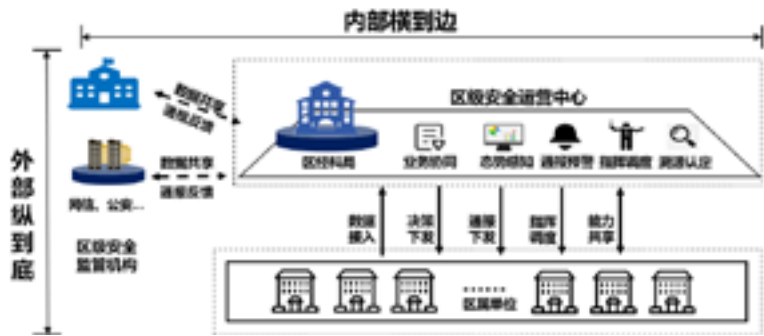 内部横到边
外部纵到底
数据共享
通报反馈
数据共享
通报反馈
网信、公安...
区级安全
监管机构
区级安全运营中心
区经科局
业务协同
态势感知
通报预警
指挥调度
溯源认定
数据
接入
决策
下发
通报
下发
指挥
调度
能力
共享
......
区属单位